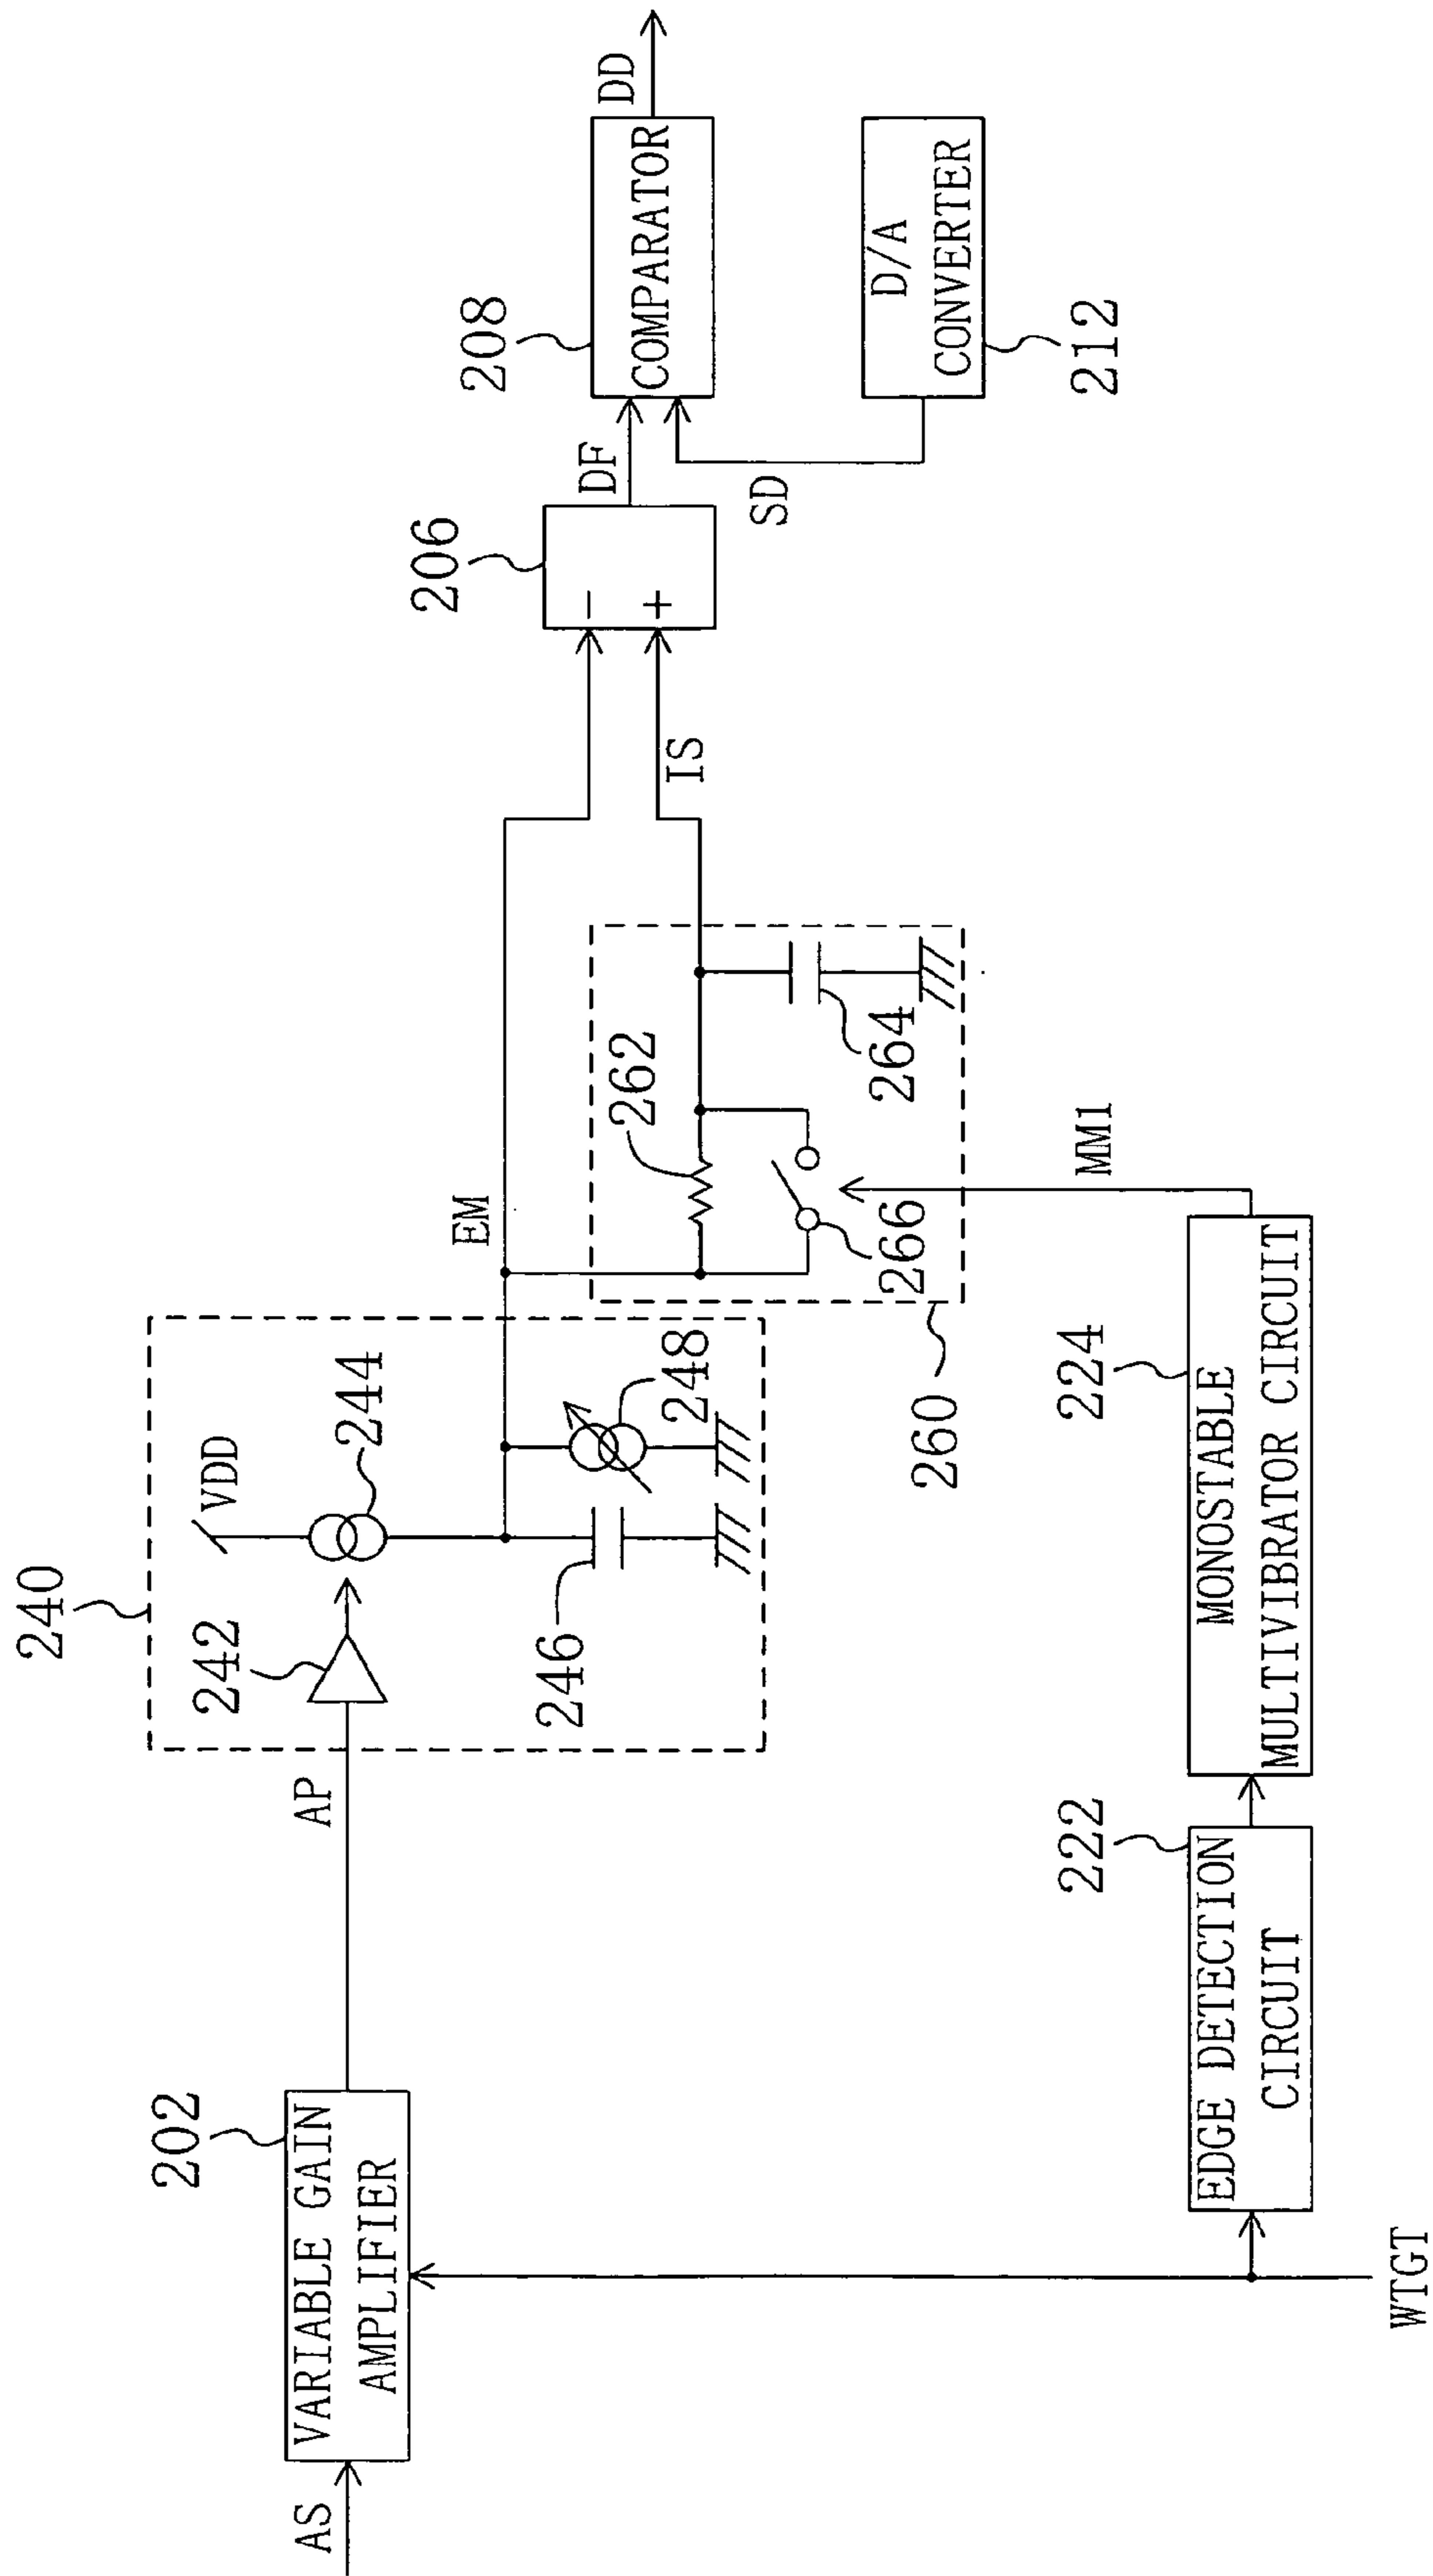 AS
VARIABLE GAIN
AMPLIFIER
202
AP
240
242
VDD
244
246
248
EM
260
262
264
266
IS
206
−
+
DF
SD
208
COMPARATOR
DD
D/A
CONVERTER
212
WTGT
EDGE DETECTION
CIRCUIT
222
MONOSTABLE
MULTIVIBRATOR CIRCUIT
224
MM1